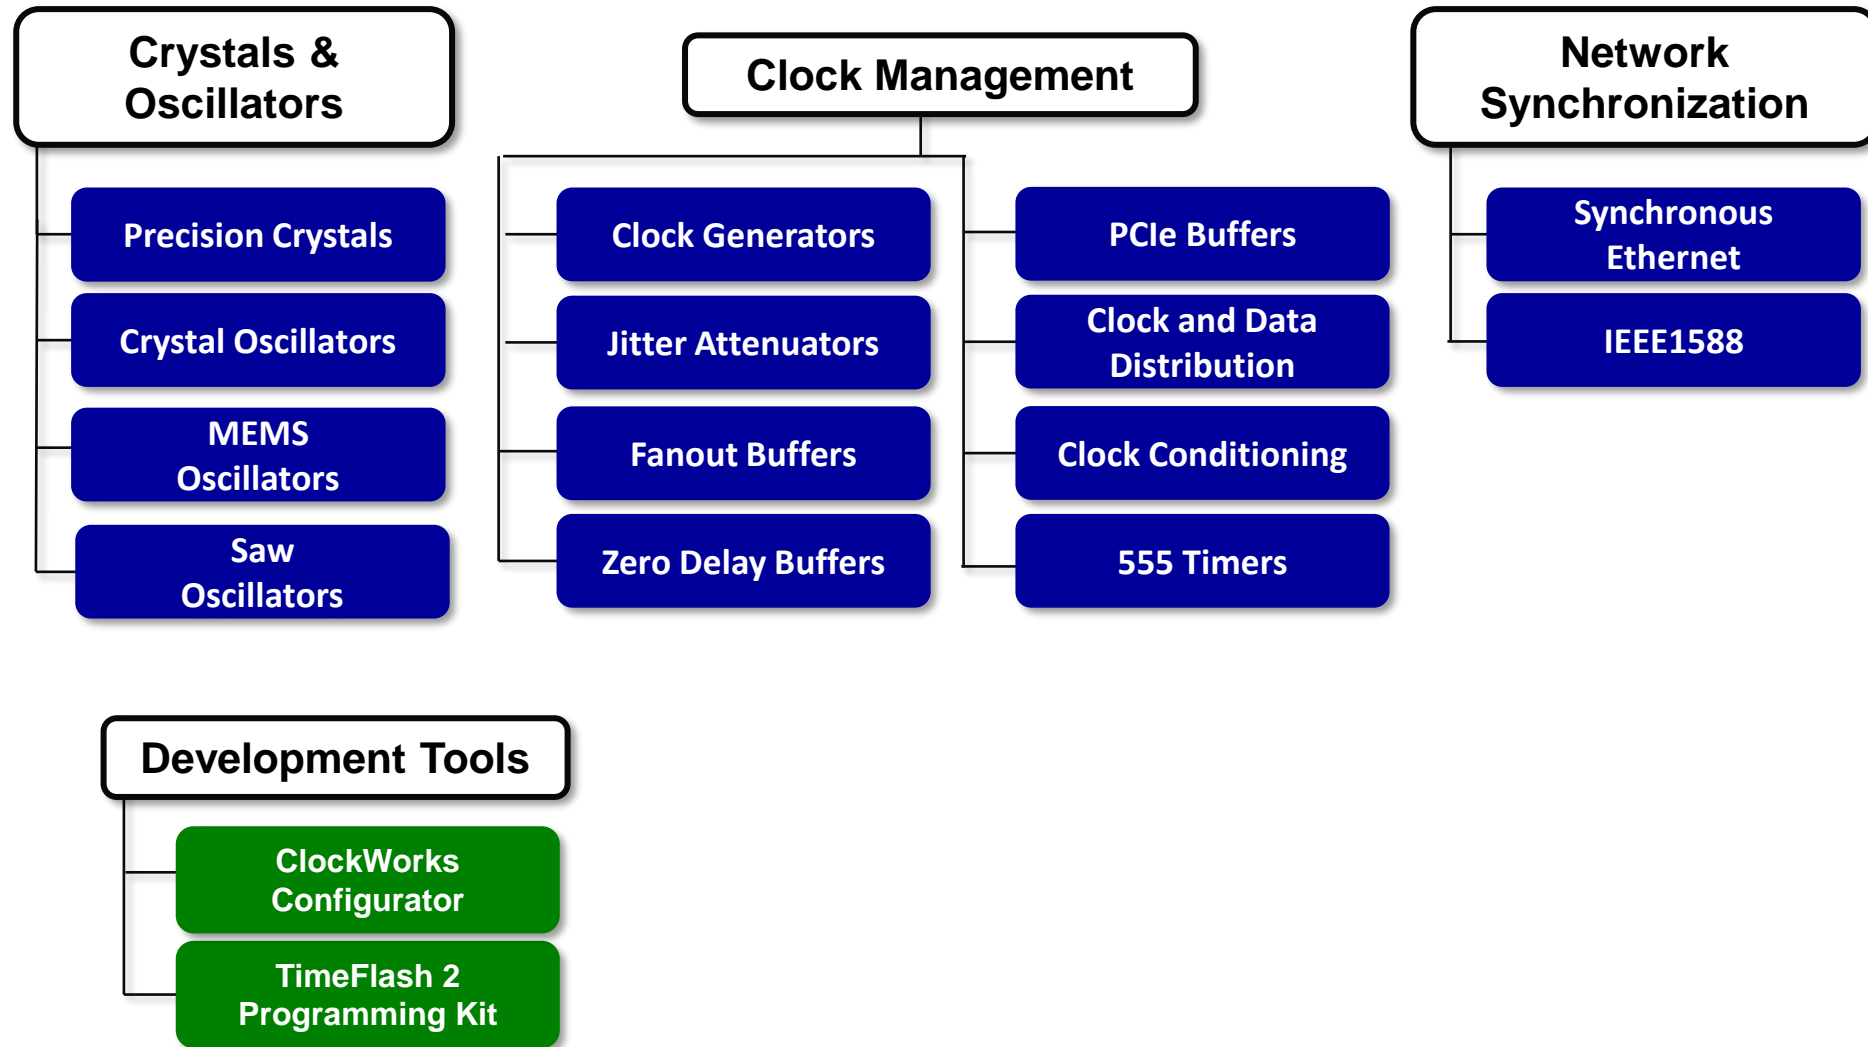 Crystals &
Oscillators
Precision Crystals
Crystal Oscillators
MEMS
Oscillators
Saw
Oscillators
Clock Management
Clock Generators
Jitter Attenuators
Fanout Buffers
Zero Delay Buffers
PCIe Buffers
Clock and Data
Distribution
Clock Conditioning
555 Timers
Network
Synchronization
Synchronous
Ethernet
IEEE1588
Development Tools
ClockWorks
Configurator
TimeFlash 2
Programming Kit